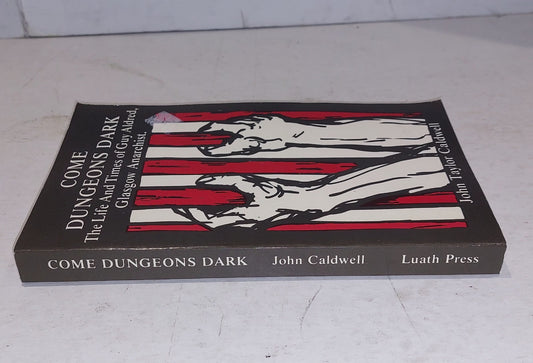 COME
DUNGEONS DARK
The Life And Times of Guy Aldred,
Glasgow Anarchist.
John Taylor Caldwell
COME DUNGEONS DARK John Caldwell Luath Press